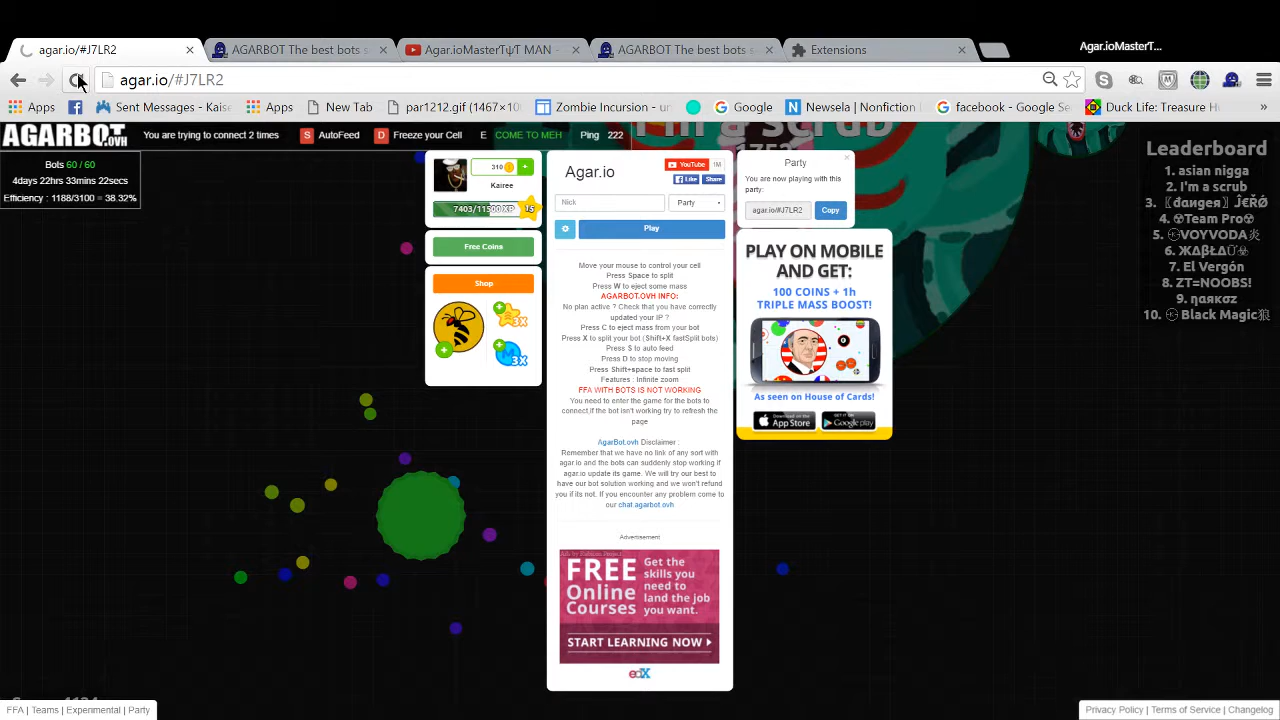 agar.io/#J7LR2
AGARBOT The best bots s
Agar.ioMasterTψT MAN -
AGARBOT The best bots s
Extensions
Agar.ioMasterT...
agar.io/#J7LR2
Apps
Sent Messages - Kaise
Apps
New Tab
part1212.gif (1467×10
Zombie Incursion - un
Google
Newsela | Nonfiction
facebook - Google Se
Duck Life: Treasure H
AGARBOT.OVH
You are trying to connect 2 times
S AutoFeed
D Freeze your Cell
E COME TO MEH
Ping 222
I'm a scrub
Bots 60 / 60
ays 22hrs 33mins 22secs
Efficiency : 1188/3100 = 38.32%
310
Kairee
7403/11500 XP
15
Free Coins
Shop
3X
3X
Agar.io
YouTube 1M
Like Share
Nick
Party
Play
Move your mouse to control your cell
Press Space to split
Press W to eject some mass
AGARBOT.OVH INFO:
No plan active ? Check that you have correctly
updated your IP ?
Press C to eject mass from your bot
Press X to split your bot (Shift+X fastSplit bots)
Press S to auto feed
Press D to stop moving
Press Shift+space to fast split
Features : Infinite zoom
FFA WITH BOTS IS NOT WORKING
You need to enter the game for the bots to
connect,if the bot isn't working try to refresh the
page
AgarBot.ovh Disclaimer :
Remember that we have no link of any sort with
agar.io and the bots can suddenly stop working if
agar.io update its game. We will try our best to
have our bot solution working and we won't refund
you if its not. If you encounter any problem come to
our chat.agarbot.ovh
Advertisement
FREE
Online
Courses
Get the
skills you
need to
land the job
you want.
START LEARNING NOW
edX
Party
You are now playing with this
party:
agar.io/#J7LR2
Copy
PLAY ON MOBILE
AND GET:
100 COINS + 1h
TRIPLE MASS BOOST!
As seen on House of Cards!
Download on the
App Store
GET IT ON
Google play
Leaderboard
1. asian nigga
2. I'm a scrub
4. ☢Team Pro☢
7. El Vergón
8. ZT=NOOBS!
FFA | Teams | Experimental | Party
Privacy Policy | Terms of Service | Changelog